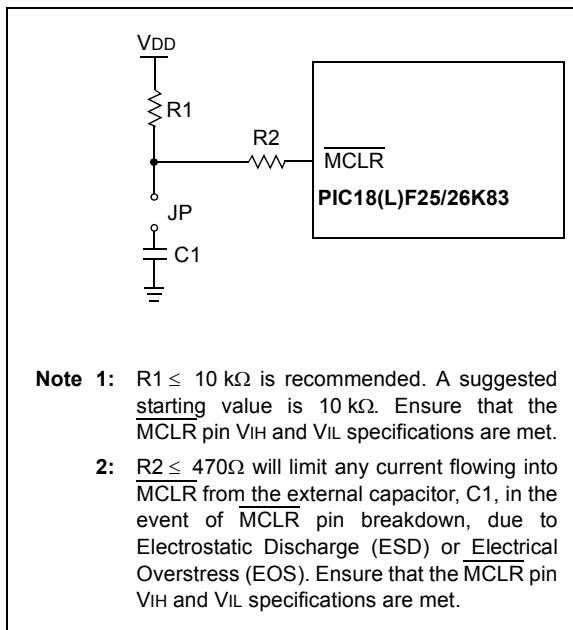 VDD
R1
R2
MCLR
PIC18(L)F25/26K83
JP
C1
Note 1: R1 ≤ 10 kΩ is recommended. A suggested
starting value is 10 kΩ. Ensure that the
MCLR pin VIH and VIL specifications are met.
2: R2 ≤ 470Ω will limit any current flowing into
MCLR from the external capacitor, C1, in the
event of MCLR pin breakdown, due to
Electrostatic Discharge (ESD) or Electrical
Overstress (EOS). Ensure that the MCLR pin
VIH and VIL specifications are met.